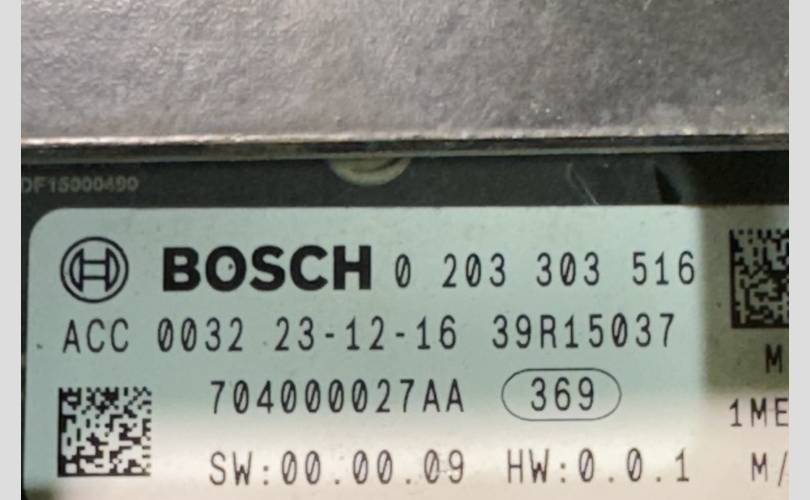 DF15000490
BOSCH 0 203 303 516
ACC 0032 23-12-16 39R15037
704000027AA 369
SW:00.00.09 HW:0.0.1
M
1ME
M/